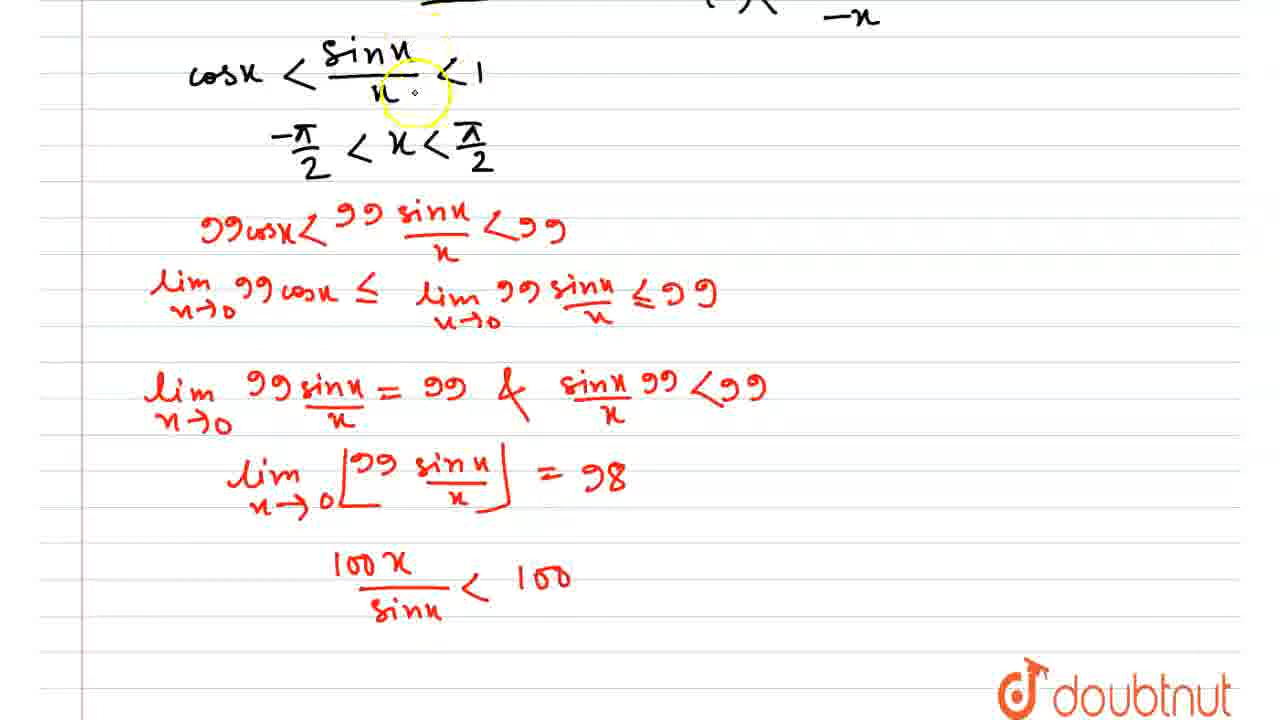 -x
cosx < sinx/x < 1
-π/2 < x < π/2
99cosx < 99 sinx/x < 99
lim x→0 99cosx ≤ lim x→0 99 sinx/x ≤ 99
lim x→0 99 sinx/x = 99 & sinx/x 99 < 99
lim x→0 [99 sinx/x] = 98
100x/sinx < 100
doubtnut